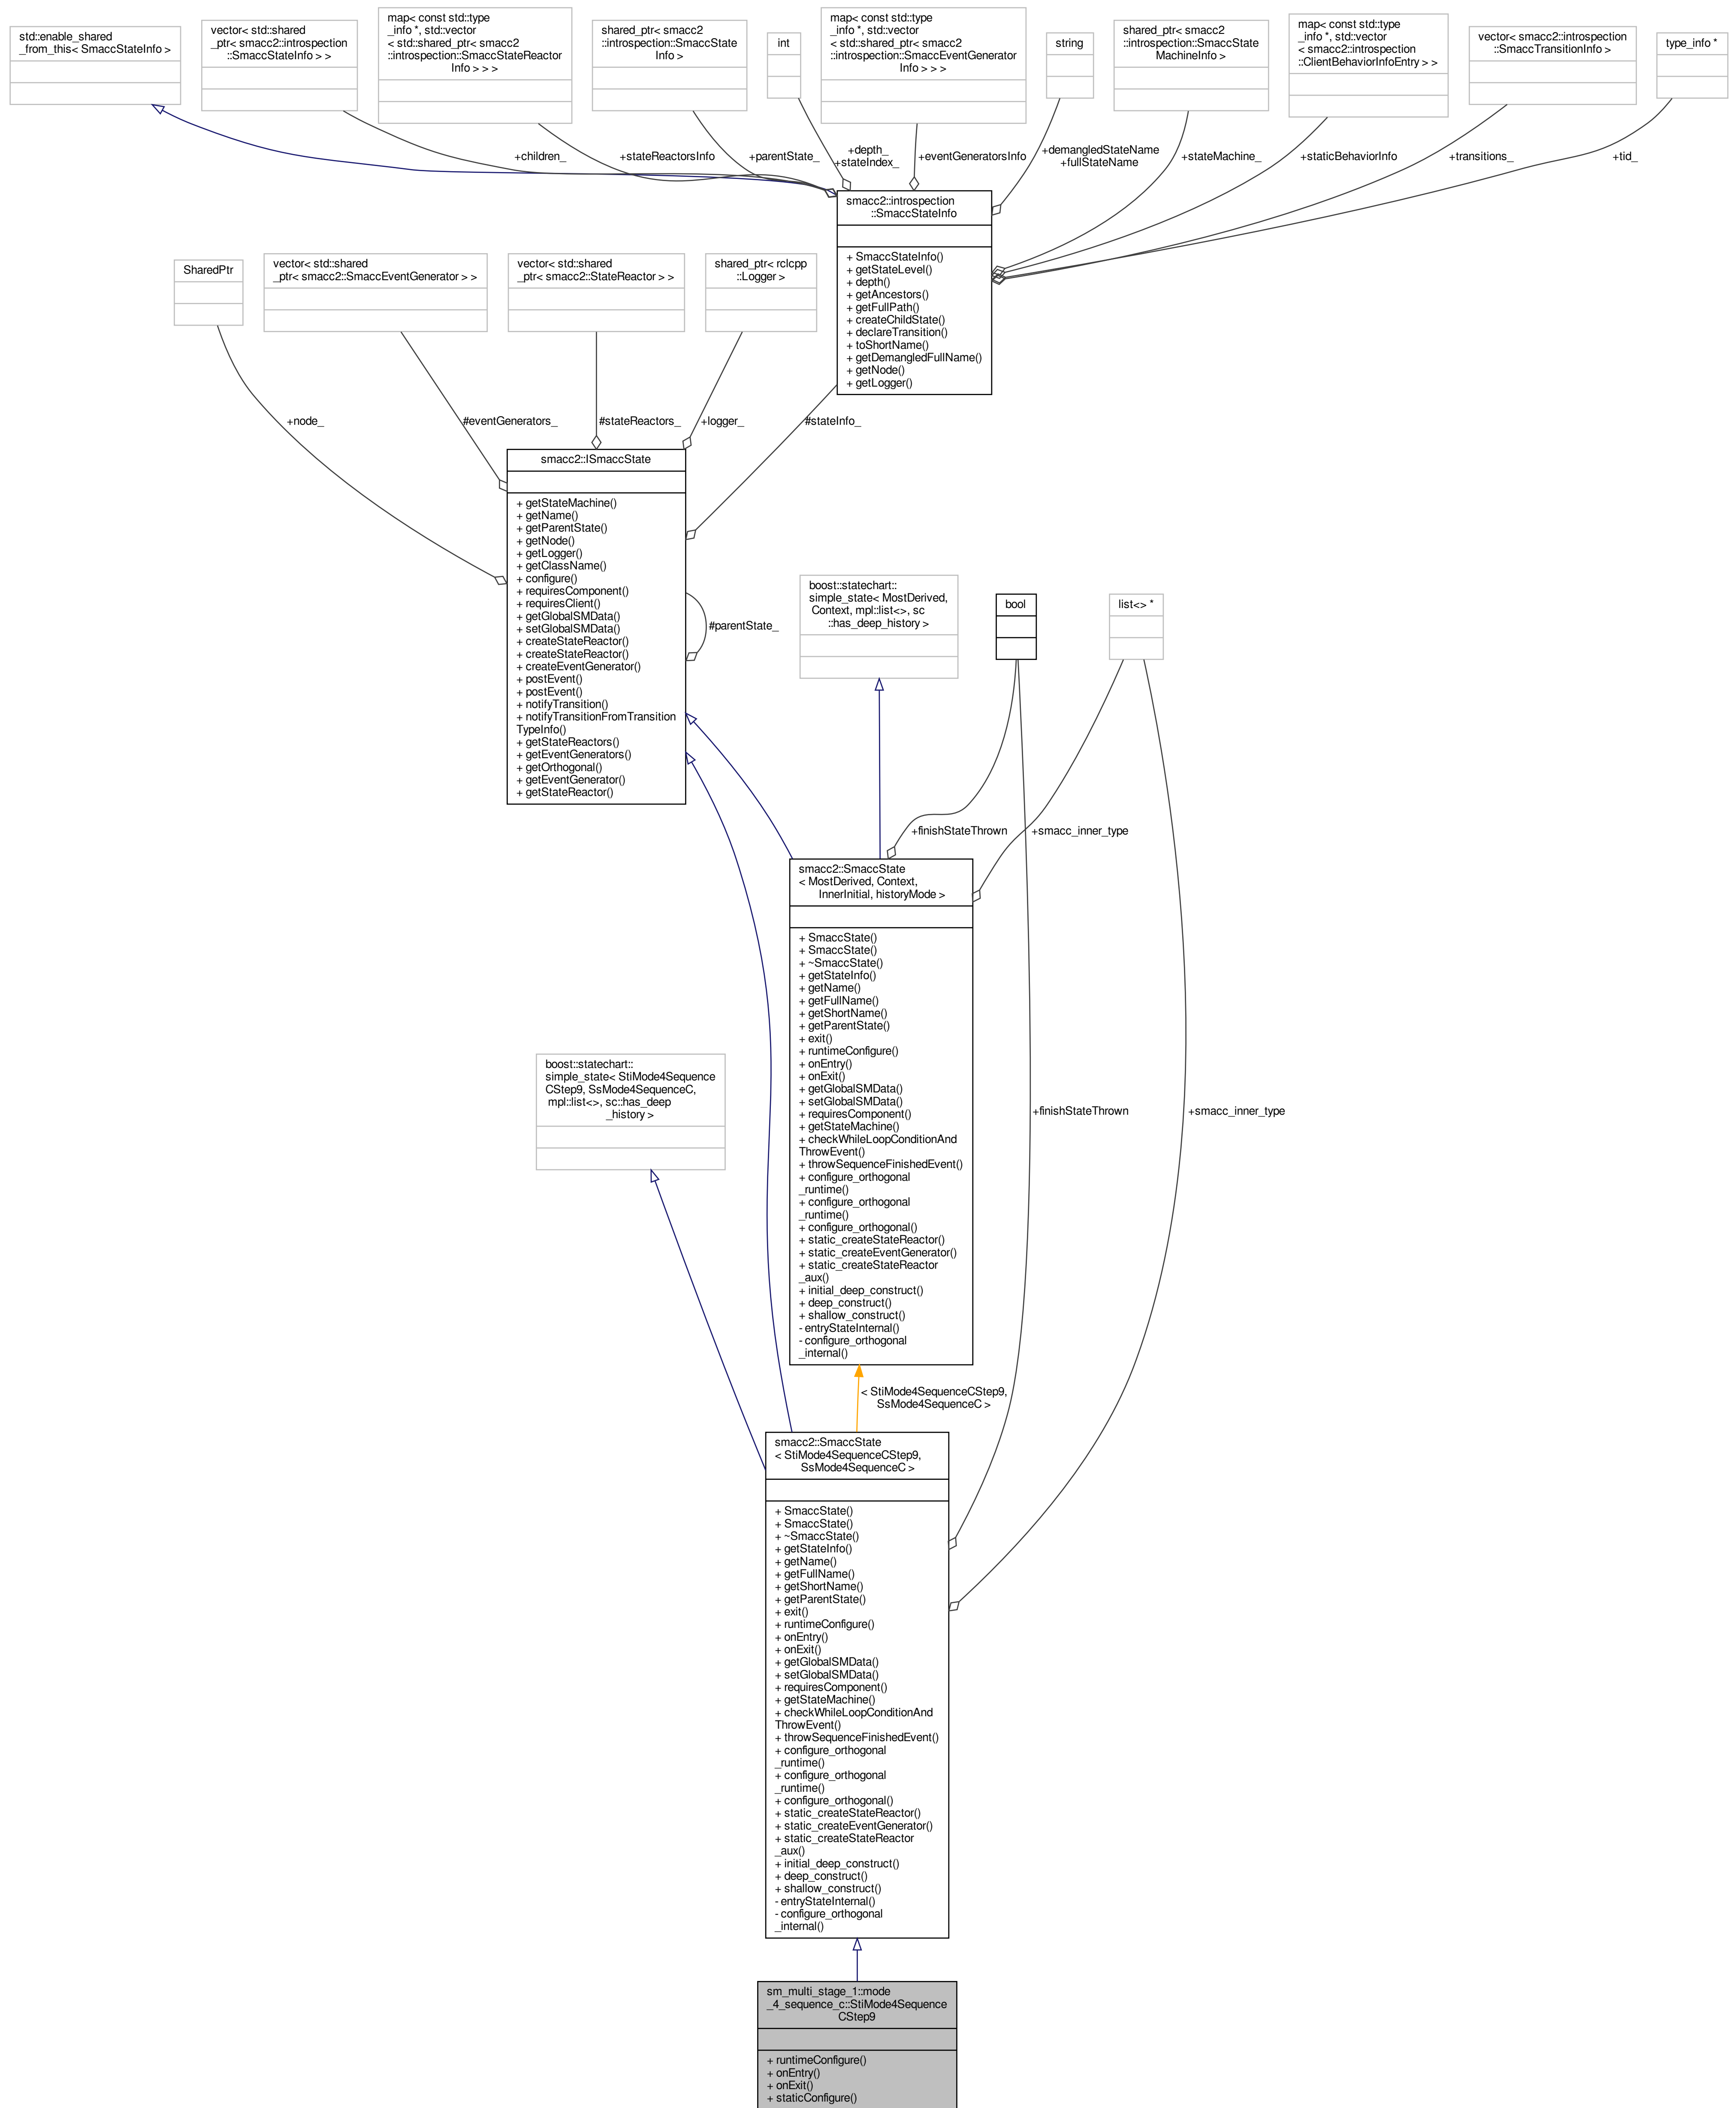 std::enable_shared
_from_this< SmaccStateInfo >
vector< std::shared
_ptr< smacc2::introspection
::SmaccStateInfo > >
map< const std::type
_info *, std::vector
< std::shared_ptr< smacc2
::introspection::SmaccStateReactor
Info > > >
shared_ptr< smacc2
::introspection::SmaccState
Info >
int
map< const std::type
_info *, std::vector
< std::shared_ptr< smacc2
::introspection::SmaccEventGenerator
Info > > >
string
shared_ptr< smacc2
::introspection::SmaccState
MachineInfo >
map< const std::type
_info *, std::vector
< smacc2::introspection
::ClientBehaviorInfoEntry > >
vector< smacc2::introspection
::SmaccTransitionInfo >
type_info *
+children_
+stateReactorsInfo
+parentState_
+depth_
+stateIndex_
+eventGeneratorsInfo
+demangledStateName
+fullStateName
+stateMachine_
+staticBehaviorInfo
+transitions_
+tid_
smacc2::introspection
::SmaccStateInfo
+ SmaccStateInfo()
+ getStateLevel()
+ depth()
+ getAncestors()
+ getFullPath()
+ createChildState()
+ declareTransition()
+ toShortName()
+ getDemangledFullName()
+ getNode()
+ getLogger()
SharedPtr
vector< std::shared
_ptr< smacc2::SmaccEventGenerator > >
vector< std::shared
_ptr< smacc2::StateReactor > >
shared_ptr< rclcpp
::Logger >
+node_
#eventGenerators_
#stateReactors_
+logger_
#stateInfo_
smacc2::ISmaccState
+ getStateMachine()
+ getName()
+ getParentState()
+ getNode()
+ getLogger()
+ getClassName()
+ configure()
+ requiresComponent()
+ requiresClient()
+ getGlobalSMData()
+ setGlobalSMData()
+ createStateReactor()
+ createStateReactor()
+ createEventGenerator()
+ postEvent()
+ postEvent()
+ notifyTransition()
+ notifyTransitionFromTransition
TypeInfo()
+ getStateReactors()
+ getEventGenerators()
+ getOrthogonal()
+ getEventGenerator()
+ getStateReactor()
#parentState_
boost::statechart::
simple_state< MostDerived,
Context, mpl::list<>, sc
::has_deep_history >
bool
list<> *
+finishStateThrown
+smacc_inner_type
smacc2::SmaccState
< MostDerived, Context,
InnerInitial, historyMode >
+ SmaccState()
+ SmaccState()
+ ~SmaccState()
+ getStateInfo()
+ getName()
+ getFullName()
+ getShortName()
+ getParentState()
+ exit()
+ runtimeConfigure()
+ onEntry()
+ onExit()
+ getGlobalSMData()
+ setGlobalSMData()
+ requiresComponent()
+ getStateMachine()
+ checkWhileLoopConditionAnd
ThrowEvent()
+ throwSequenceFinishedEvent()
+ configure_orthogonal
_runtime()
+ configure_orthogonal
_runtime()
+ configure_orthogonal()
+ static_createStateReactor()
+ static_createEventGenerator()
+ static_createStateReactor
_aux()
+ initial_deep_construct()
+ deep_construct()
+ shallow_construct()
- entryStateInternal()
- configure_orthogonal
_internal()
boost::statechart::
simple_state< StiMode4Sequence
CStep9, SsMode4SequenceC,
mpl::list<>, sc::has_deep
_history >
+finishStateThrown
+smacc_inner_type
< StiMode4SequenceCStep9,
SsMode4SequenceC >
smacc2::SmaccState
< StiMode4SequenceCStep9,
SsMode4SequenceC >
+ SmaccState()
+ SmaccState()
+ ~SmaccState()
+ getStateInfo()
+ getName()
+ getFullName()
+ getShortName()
+ getParentState()
+ exit()
+ runtimeConfigure()
+ onEntry()
+ onExit()
+ getGlobalSMData()
+ setGlobalSMData()
+ requiresComponent()
+ getStateMachine()
+ checkWhileLoopConditionAnd
ThrowEvent()
+ throwSequenceFinishedEvent()
+ configure_orthogonal
_runtime()
+ configure_orthogonal
_runtime()
+ configure_orthogonal()
+ static_createStateReactor()
+ static_createEventGenerator()
+ static_createStateReactor
_aux()
+ initial_deep_construct()
+ deep_construct()
+ shallow_construct()
- entryStateInternal()
- configure_orthogonal
_internal()
sm_multi_stage_1::mode
_4_sequence_c::StiMode4Sequence
CStep9
+ runtimeConfigure()
+ onEntry()
+ onExit()
+ staticConfigure()